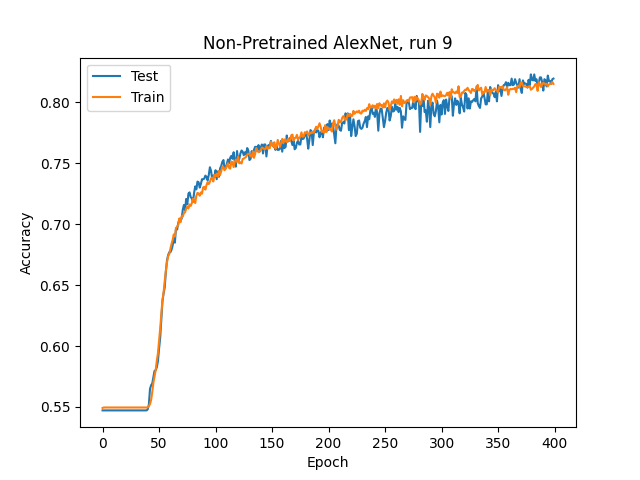 Non-Pretrained AlexNet, run 9
Test
Train
Accuracy
0.80
0.75
0.70
0.65
0.60
0.55
0 50 100 150 200 250 300 350 400
Epoch